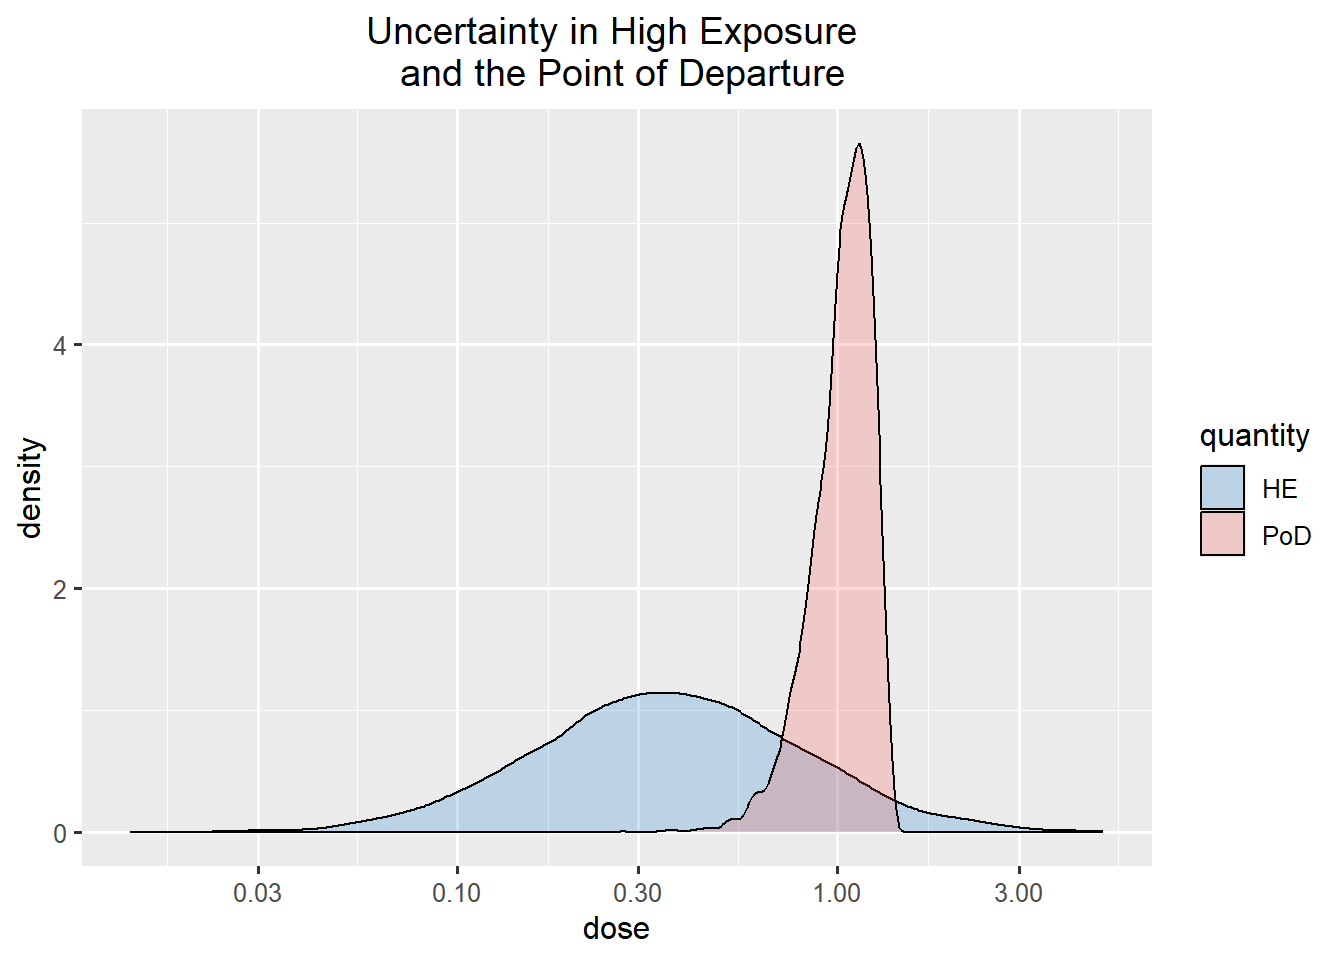 Uncertainty in High Exposure
and the Point of Departure
density
4
2
0
0.03
0.10
0.30
1.00
3.00
dose
quantity
HE
PoD